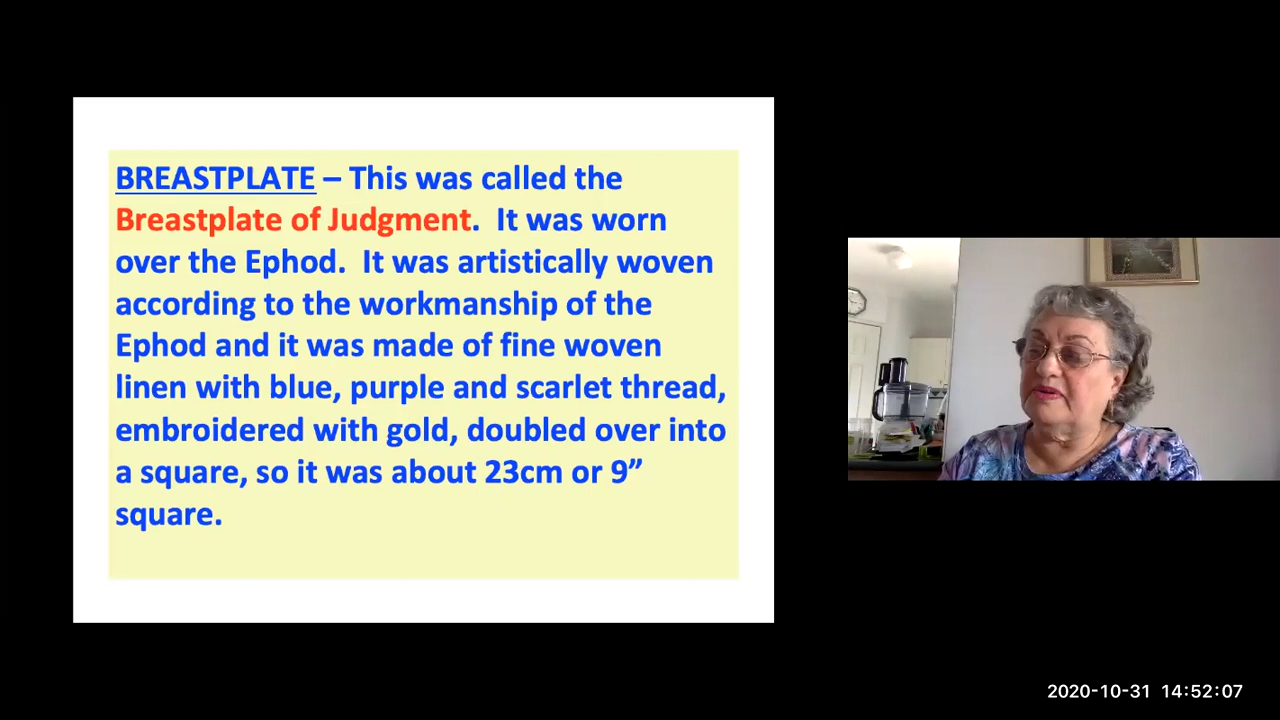 BREASTPLATE – This was called the
Breastplate of Judgment.  It was worn
over the Ephod.  It was artistically woven
according to the workmanship of the
Ephod and it was made of fine woven
linen with blue, purple and scarlet thread,
embroidered with gold, doubled over into
a square, so it was about 23cm or 9”
square.
2020-10-31 14:52:07